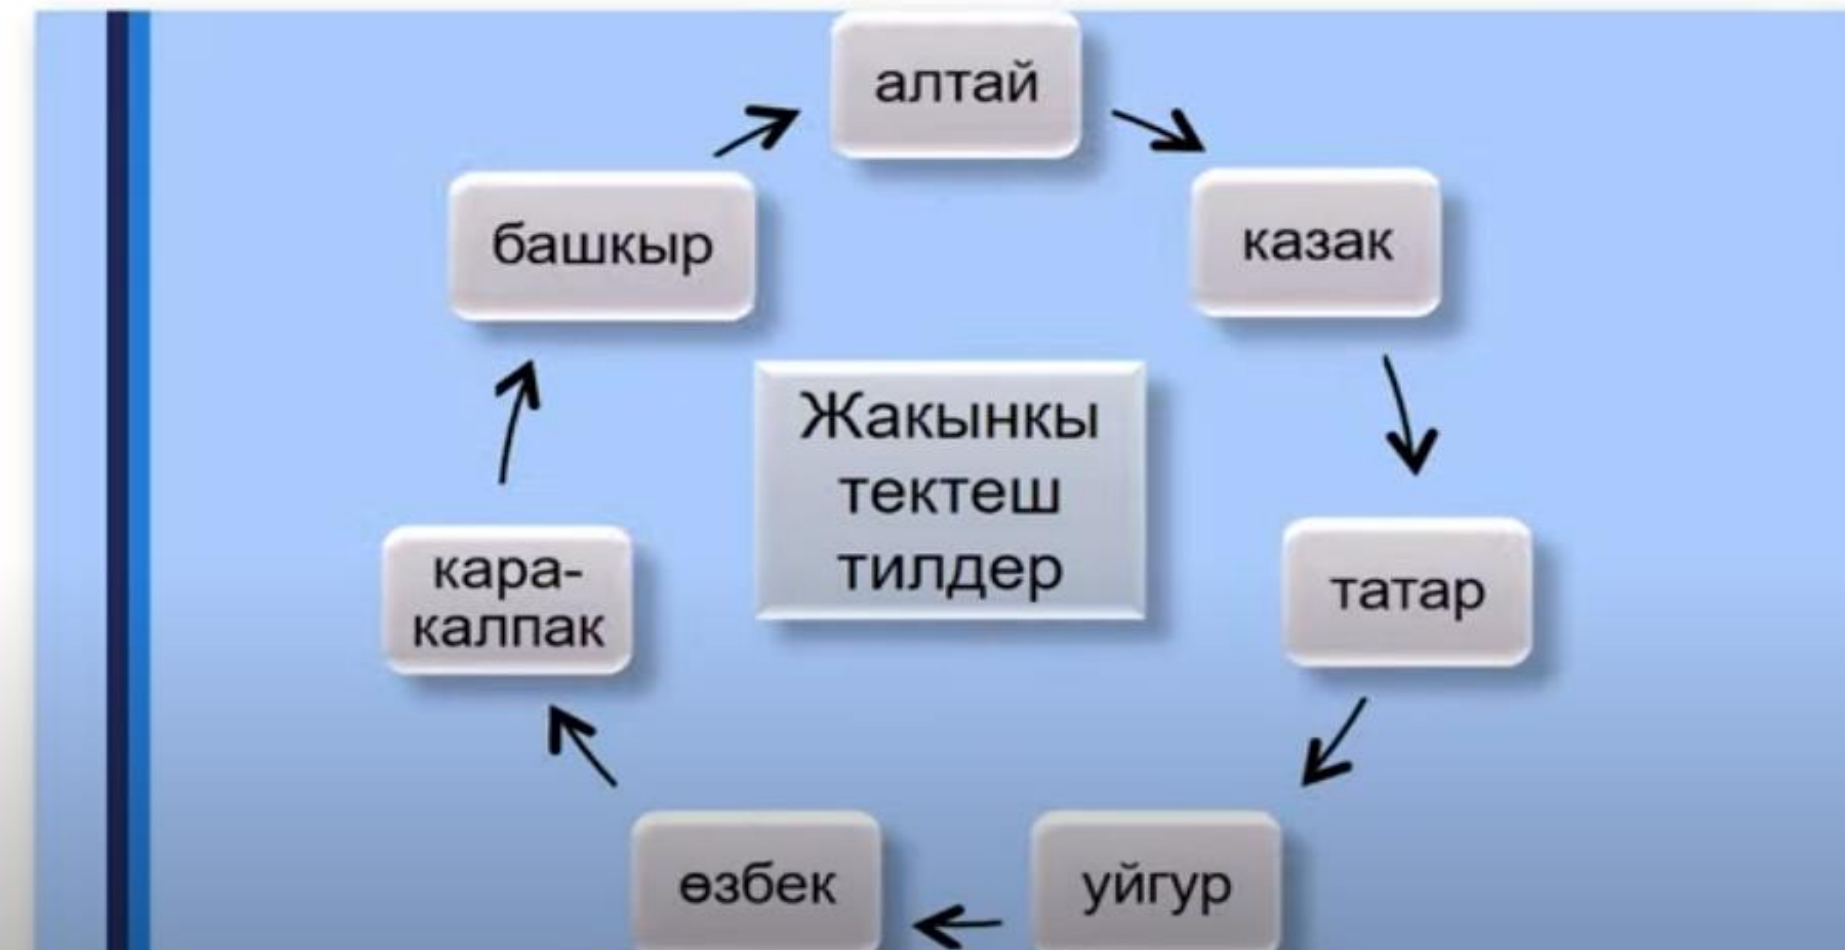 алтай
казак
татар
уйгур
өзбек
кара-
калпак
башкыр
Жакынкы
тектеш
тилдер